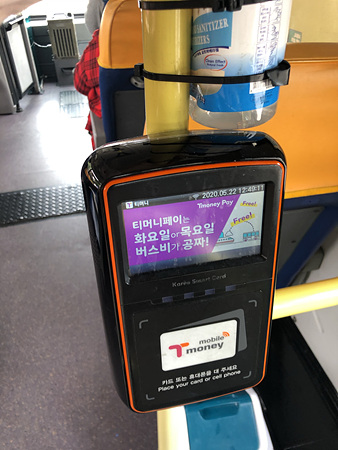 SANITIZER
티머니
2020.05.22 12:49:11
Tmoney Pay
티머니페이는
화요일or목요일
버스비가 공짜!
Free!
Free!
Korea Smart Card
mobile
Tmoney
카드 또는 휴대폰을 대 주세요
Place your card or cell phone